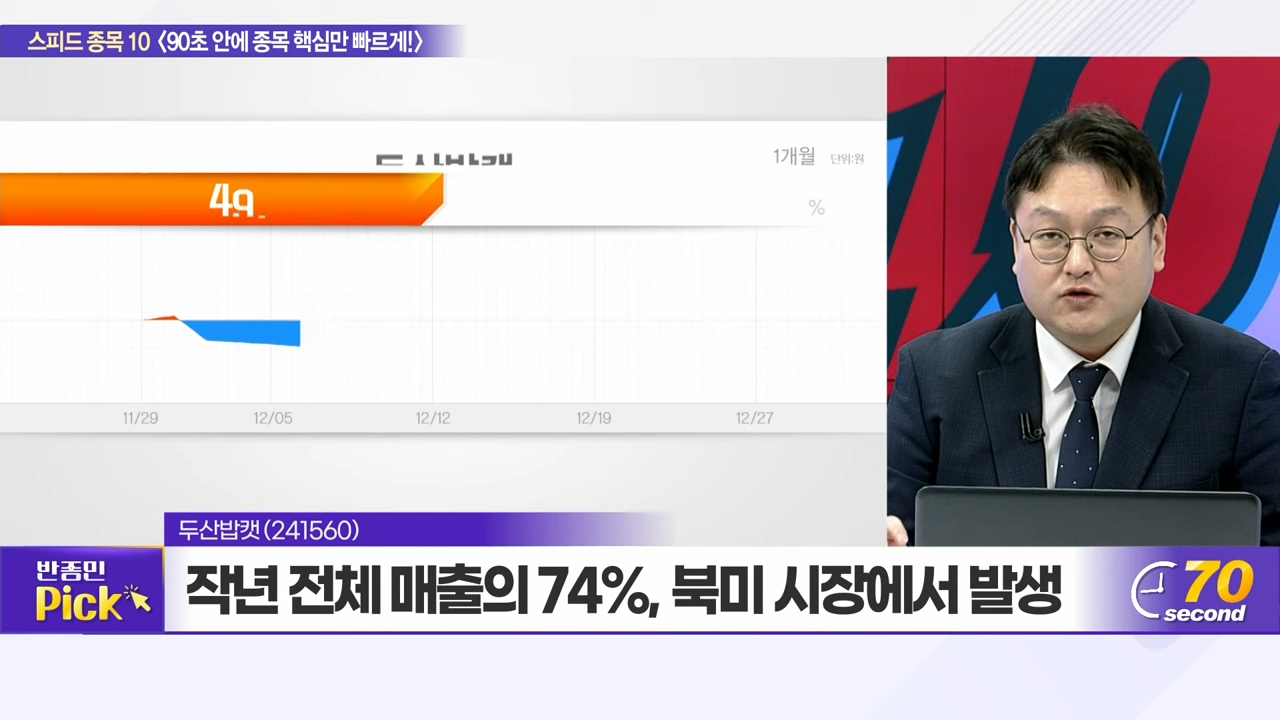 스피드 종목 10 〈90초 안에 종목 핵심만 빠르게!〉
1개월 단위:원
%
11/29 12/05 12/12 12/19 12/27
두산밥캣 (241560)
반종민
Pick
작년 전체 매출의 74%, 북미 시장에서 발생
70
second